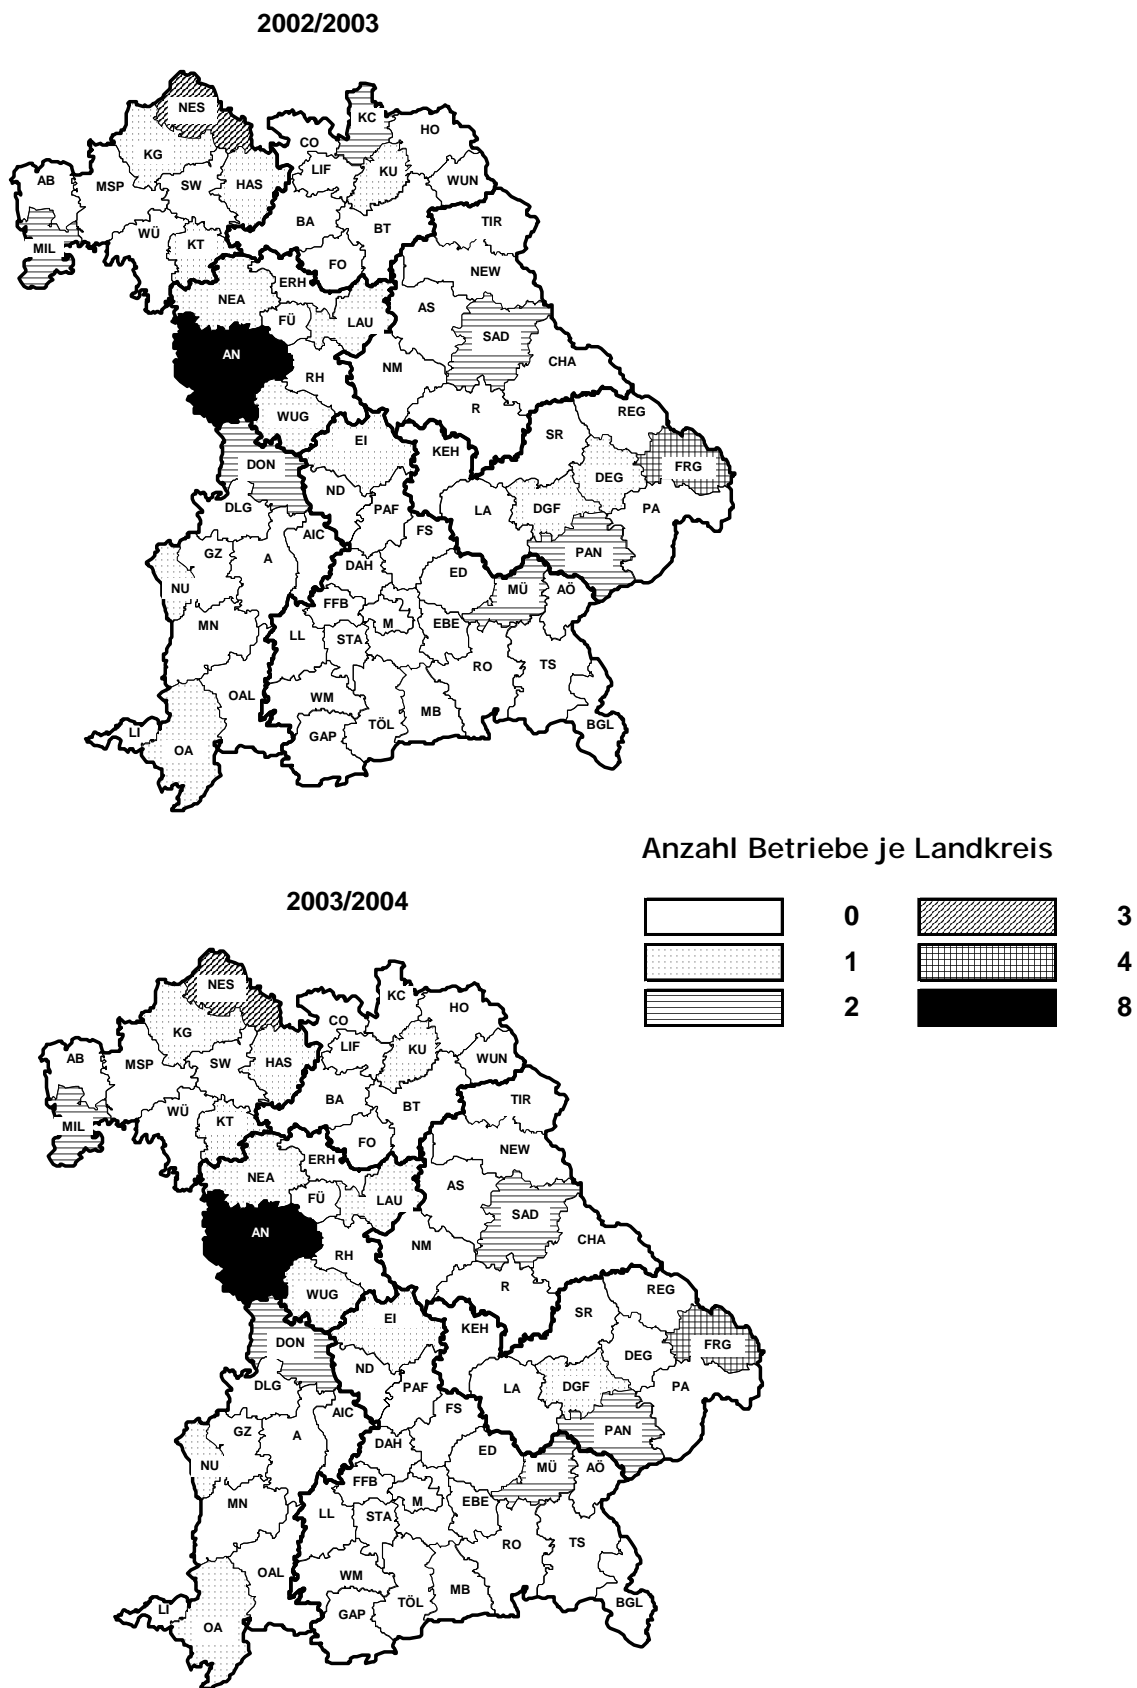 2002/2003
NES
KC
HO
CO
KG
LIF
KU
AB
MSP
SW
HAS
WUN
BA
BT
TIR
WÜ
KT
MIL
FO
NEW
ERH
NEA
AS
FÜ
LAU
SAD
AN
CHA
NM
RH
R
WUG
REG
SR
EI
KEH
DON
FRG
DEG
ND
PAF
DLG
LA
DGF
PA
FS
AIC
GZ
A
PAN
DAH
ED
NU
MÜ
AÖ
FFB
MN
LL
STA
M
EBE
RO
TS
OAL
WM
MB
TÖL
BGL
LI
GAP
OA
Anzahl Betriebe je Landkreis
0 3
1 4
2 8
2003/2004
NES
KC
HO
CO
KG
LIF
KU
AB
MSP
SW
HAS
WUN
BA
BT
TIR
WÜ
KT
MIL
FO
NEW
ERH
NEA
AS
FÜ
LAU
SAD
AN
CHA
NM
RH
R
WUG
REG
SR
EI
KEH
DON
FRG
DEG
ND
PAF
DLG
LA
DGF
PA
FS
AIC
GZ
A
PAN
DAH
ED
NU
MÜ
AÖ
FFB
MN
LL
STA
M
EBE
RO
TS
OAL
WM
MB
TÖL
BGL
LI
GAP
OA